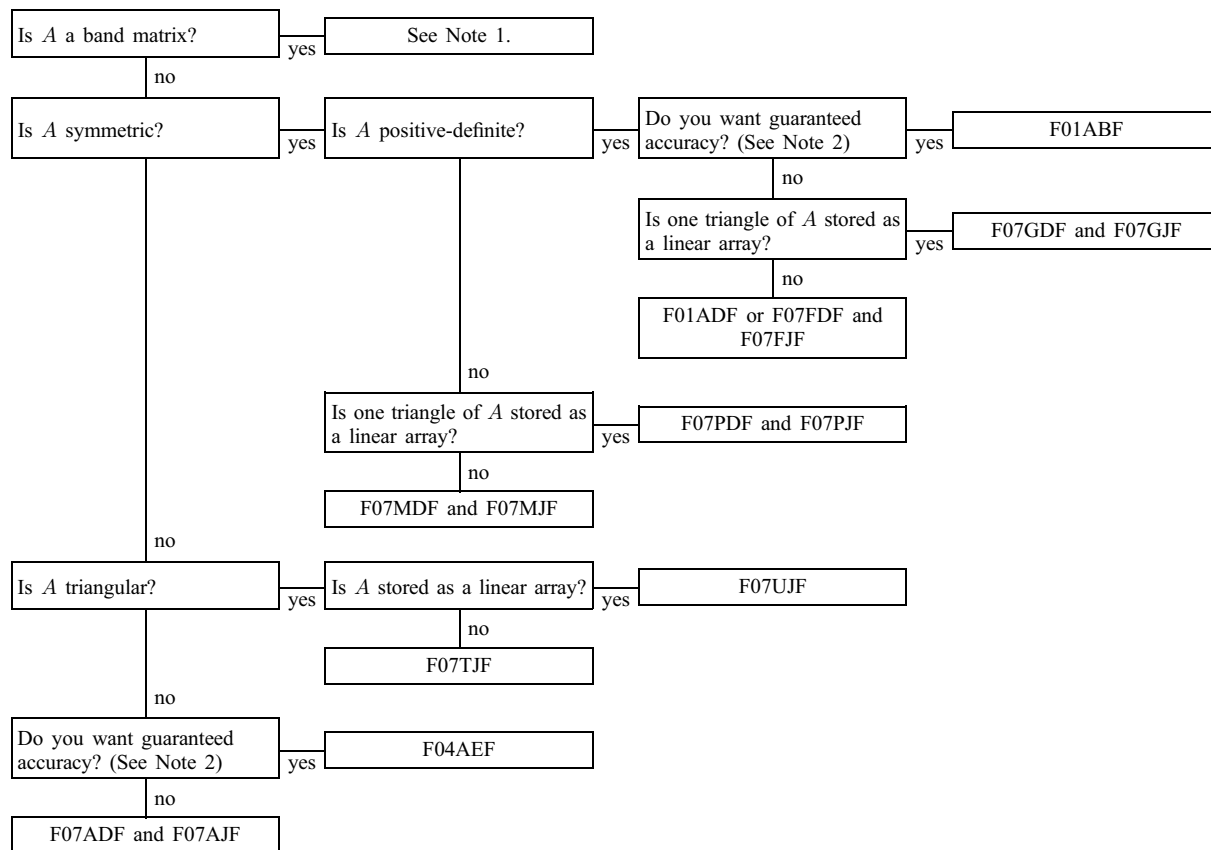 Is A a band matrix?
yes
See Note 1.
no
Is A symmetric?
yes
Is A positive-definite?
yes
Do you want guaranteed
accuracy? (See Note 2)
yes
F01ABF
no
Is one triangle of A stored as
a linear array?
yes
F07GDF and F07GJF
no
F01ADF or F07FDF and
F07FJF
no
Is one triangle of A stored as
a linear array?
yes
F07PDF and F07PJF
no
F07MDF and F07MJF
no
Is A triangular?
yes
Is A stored as a linear array?
yes
F07UJF
no
F07TJF
no
Do you want guaranteed
accuracy? (See Note 2)
yes
F04AEF
no
F07ADF and F07AJF